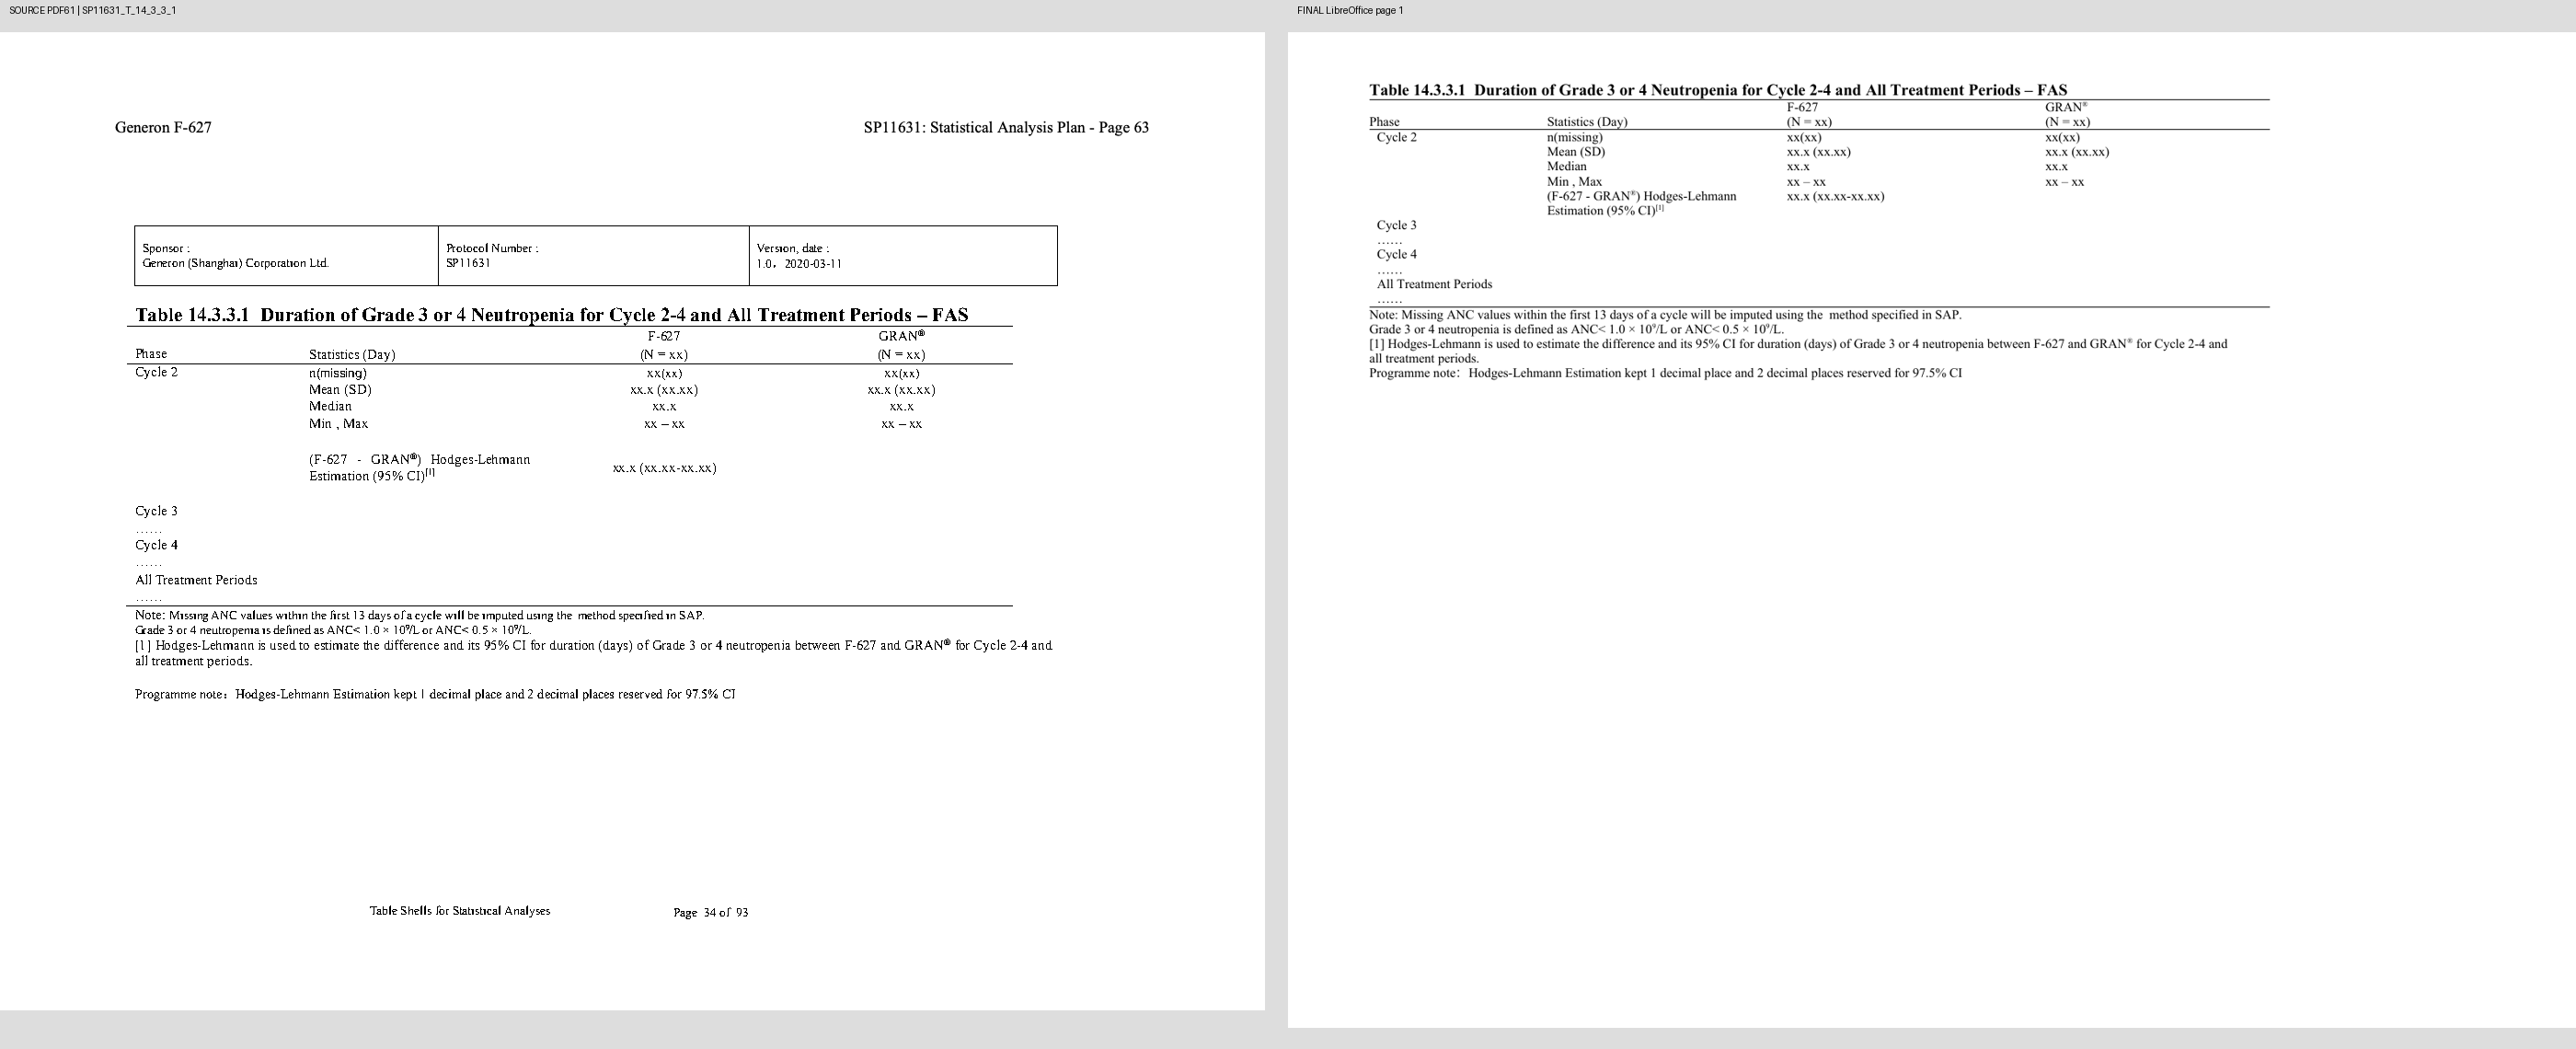 SOURCE PDF61 | SP11631_T_14_3_3_1
Generon F-627 SP11631: Statistical Analysis Plan - Page 63
Sponsor : Protocol Number : Version, date :
Generon (Shanghai) Corporation Ltd. SP11631 1.0，2020-03-11
Table 14.3.3.1 Duration of Grade 3 or 4 Neutropenia for Cycle 2-4 and All Treatment Periods – FAS
F-627 GRAN®
Phase Statistics (Day) (N = xx) (N = xx)
Cycle 2 n(missing) xx(xx) xx(xx)
Mean (SD) xx.x (xx.xx) xx.x (xx.xx)
Median xx.x xx.x
Min , Max xx – xx xx – xx
(F-627 - GRAN®) Hodges-Lehmann
Estimation (95% CI)[1] xx.x (xx.xx-xx.xx)
Cycle 3
……
Cycle 4
……
All Treatment Periods
……
Note: Missing ANC values within the first 13 days of a cycle will be imputed using the method specified in SAP.
Grade 3 or 4 neutropenia is defined as ANC< 1.0 × 10⁹/L or ANC< 0.5 × 10⁹/L.
[1] Hodges-Lehmann is used to estimate the difference and its 95% CI for duration (days) of Grade 3 or 4 neutropenia between F-627 and GRAN® for Cycle 2-4 and
all treatment periods.
Programme note：Hodges-Lehmann Estimation kept 1 decimal place and 2 decimal places reserved for 97.5% CI
Table Shells for Statistical Analyses Page 34 of 93
FINAL LibreOffice page 1
Table 14.3.3.1 Duration of Grade 3 or 4 Neutropenia for Cycle 2-4 and All Treatment Periods – FAS
F-627 GRAN®
Phase Statistics (Day) (N = xx) (N = xx)
Cycle 2 n(missing) xx(xx) xx(xx)
Mean (SD) xx.x (xx.xx) xx.x (xx.xx)
Median xx.x xx.x
Min , Max xx – xx xx – xx
(F-627 - GRAN®) Hodges-Lehmann xx.x (xx.xx-xx.xx)
Estimation (95% CI)[1]
Cycle 3
……
Cycle 4
……
All Treatment Periods
……
Note: Missing ANC values within the first 13 days of a cycle will be imputed using the method specified in SAP.
Grade 3 or 4 neutropenia is defined as ANC< 1.0 × 10⁹/L or ANC< 0.5 × 10⁹/L.
[1] Hodges-Lehmann is used to estimate the difference and its 95% CI for duration (days) of Grade 3 or 4 neutropenia between F-627 and GRAN® for Cycle 2-4 and
all treatment periods.
Programme note：Hodges-Lehmann Estimation kept 1 decimal place and 2 decimal places reserved for 97.5% CI